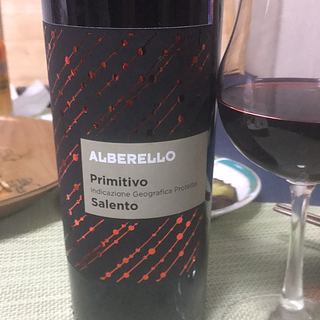 ALBERELLO
Primitivo
Indicazione Geografica Protetta
Salento